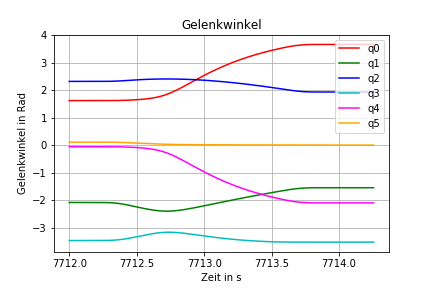 Gelenkwinkel
Gelenkwinkel in Rad
4
3
2
1
0
−1
−2
−3
q0
q1
q2
q3
q4
q5
7712.0 7712.5 7713.0 7713.5 7714.0
Zeit in s